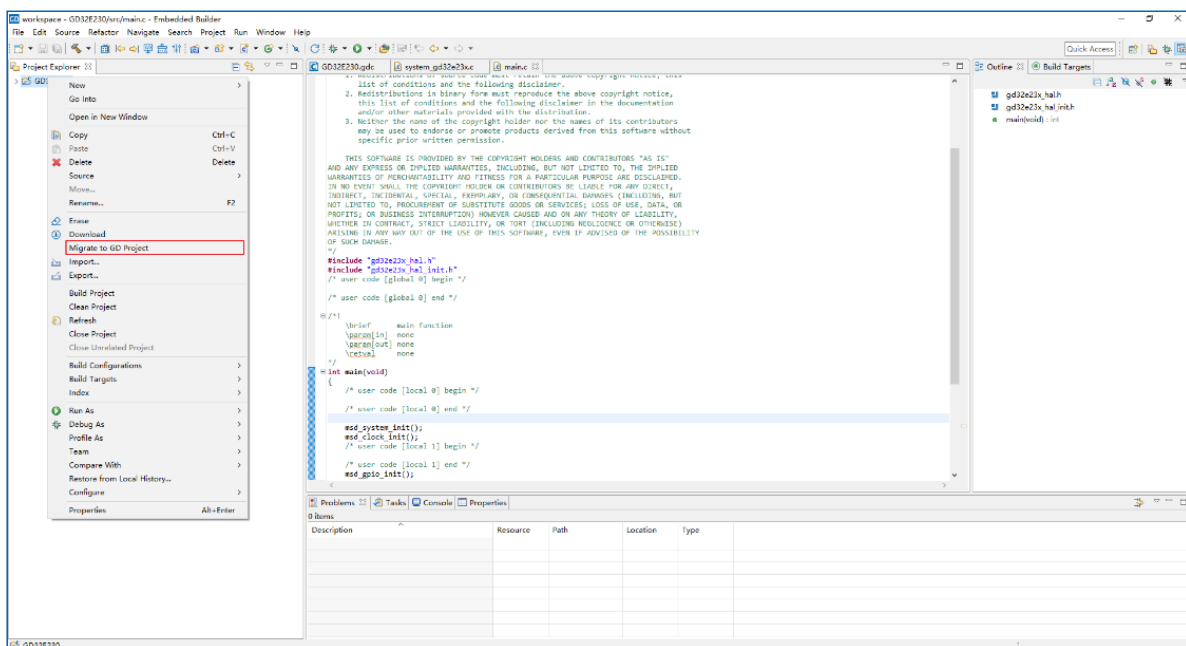 workspace - GD32E230/src/main.c - Embedded Builder
File Edit Source Refactor Navigate Search Project Run Window Help
Quick Access
Project Explorer
GD3
New
Go Into
Open in New Window
Copy Ctrl+C
Paste Ctrl+V
Delete Delete
Source
Move...
Rename... F2
Erase
Download
Migrate to GD Project
Import...
Export...
Build Project
Clean Project
Refresh
Close Project
Close Unrelated Project
Build Configurations
Build Targets
Index
Run As
Debug As
Profile As
Team
Compare With
Restore from Local History...
Configure
Properties Alt+Enter
GD32E230.gdc system_gd32e23x.c main.c
1. Redistributions of source code must retain the above copyright notice, this
list of conditions and the following disclaimer.
2. Redistributions in binary form must reproduce the above copyright notice,
this list of conditions and the following disclaimer in the documentation
and/or other materials provided with the distribution.
3. Neither the name of the copyright holder nor the names of its contributors
may be used to endorse or promote products derived from this software without
specific prior written permission.
THIS SOFTWARE IS PROVIDED BY THE COPYRIGHT HOLDERS AND CONTRIBUTORS "AS IS"
AND ANY EXPRESS OR IMPLIED WARRANTIES, INCLUDING, BUT NOT LIMITED TO, THE IMPLIED
WARRANTIES OF MERCHANTABILITY AND FITNESS FOR A PARTICULAR PURPOSE ARE DISCLAIMED.
IN NO EVENT SHALL THE COPYRIGHT HOLDER OR CONTRIBUTORS BE LIABLE FOR ANY DIRECT,
INDIRECT, INCIDENTAL, SPECIAL, EXEMPLARY, OR CONSEQUENTIAL DAMAGES (INCLUDING, BUT
NOT LIMITED TO, PROCUREMENT OF SUBSTITUTE GOODS OR SERVICES; LOSS OF USE, DATA, OR
PROFITS; OR BUSINESS INTERRUPTION) HOWEVER CAUSED AND ON ANY THEORY OF LIABILITY,
WHETHER IN CONTRACT, STRICT LIABILITY, OR TORT (INCLUDING NEGLIGENCE OR OTHERWISE)
ARISING IN ANY WAY OUT OF THE USE OF THIS SOFTWARE, EVEN IF ADVISED OF THE POSSIBILITY
OF SUCH DAMAGE.
*/
#include "gd32e23x_hal.h"
#include "gd32e23x_hal_init.h"
/* user code [global 0] begin */
/* user code [global 0] end */
/*!
\brief main function
\param[in] none
\param[out] none
\retval none
*/
int main(void)
{
/* user code [local 0] begin */
/* user code [local 0] end */
msd_system_init();
msd_clock_init();
/* user code [local 1] begin */
/* user code [local 1] end */
msd_gpio_init();
Outline Build Targets
gd32e23x_hal.h
gd32e23x_hal_init.h
main(void) : int
Problems Tasks Console Properties
0 items
Description Resource Path Location Type
GD32E230